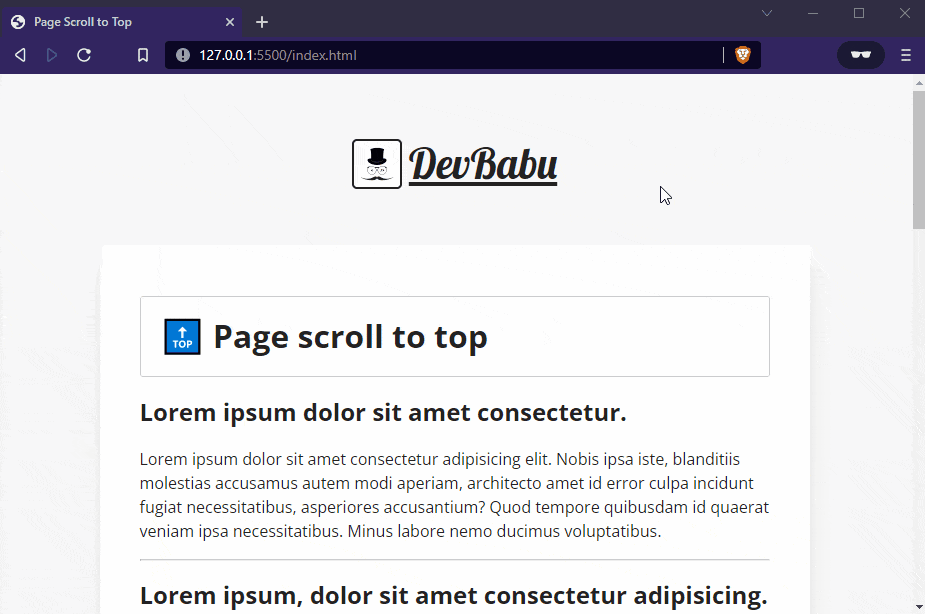 Page Scroll to Top
127.0.0.1:5500/index.html
DevBabu
TOP
Page scroll to top
Lorem ipsum dolor sit amet consectetur.
Lorem ipsum dolor sit amet consectetur adipisicing elit. Nobis ipsa iste, blanditiis
molestias accusamus autem modi aperiam, architecto amet id error culpa incidunt
fugiat necessitatibus, asperiores accusantium? Quod tempore quibusdam id quaerat
veniam ipsa necessitatibus. Minus labore nemo ducimus voluptatibus.
Lorem ipsum, dolor sit amet consectetur adipisicing.